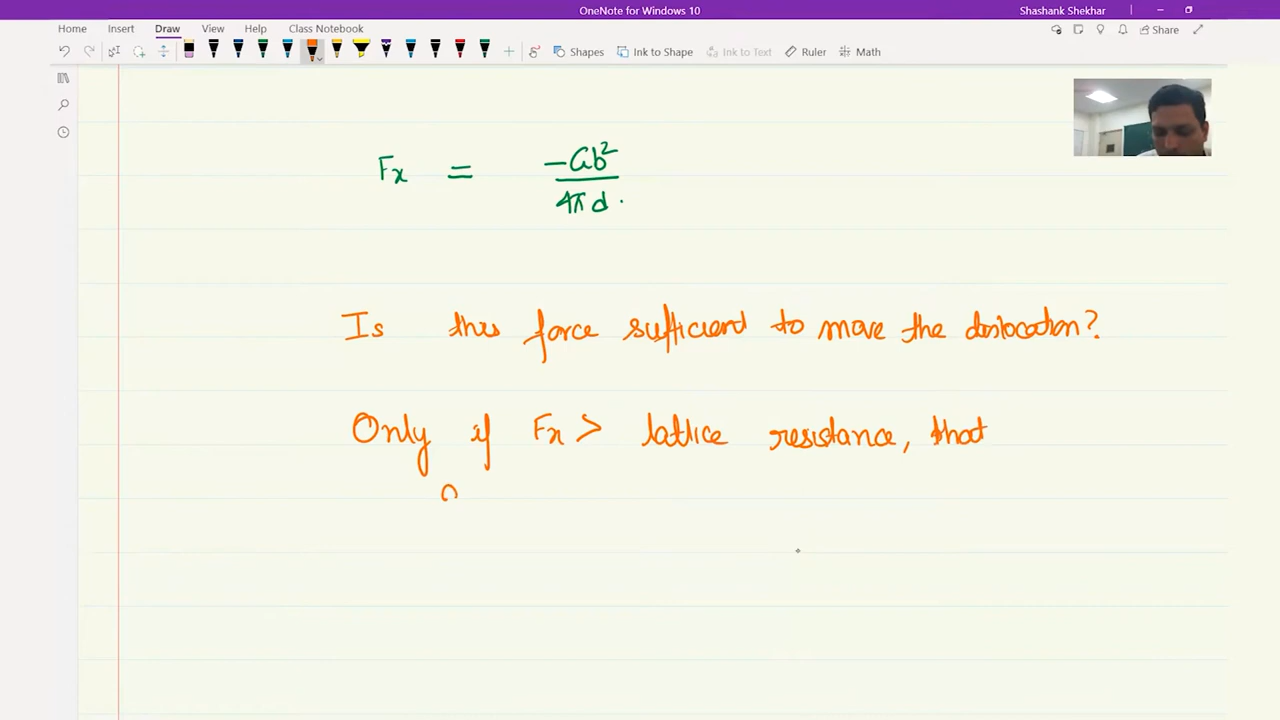 OneNote for Windows 10
Shashank Shekhar
Home Insert Draw View Help Class Notebook
Share
Shapes Ink to Shape Ink to Text Ruler Math
Fx = -Gb²
4πd.
Is this force sufficient to move the dislocation?
Only if Fx > lattice resistance, that